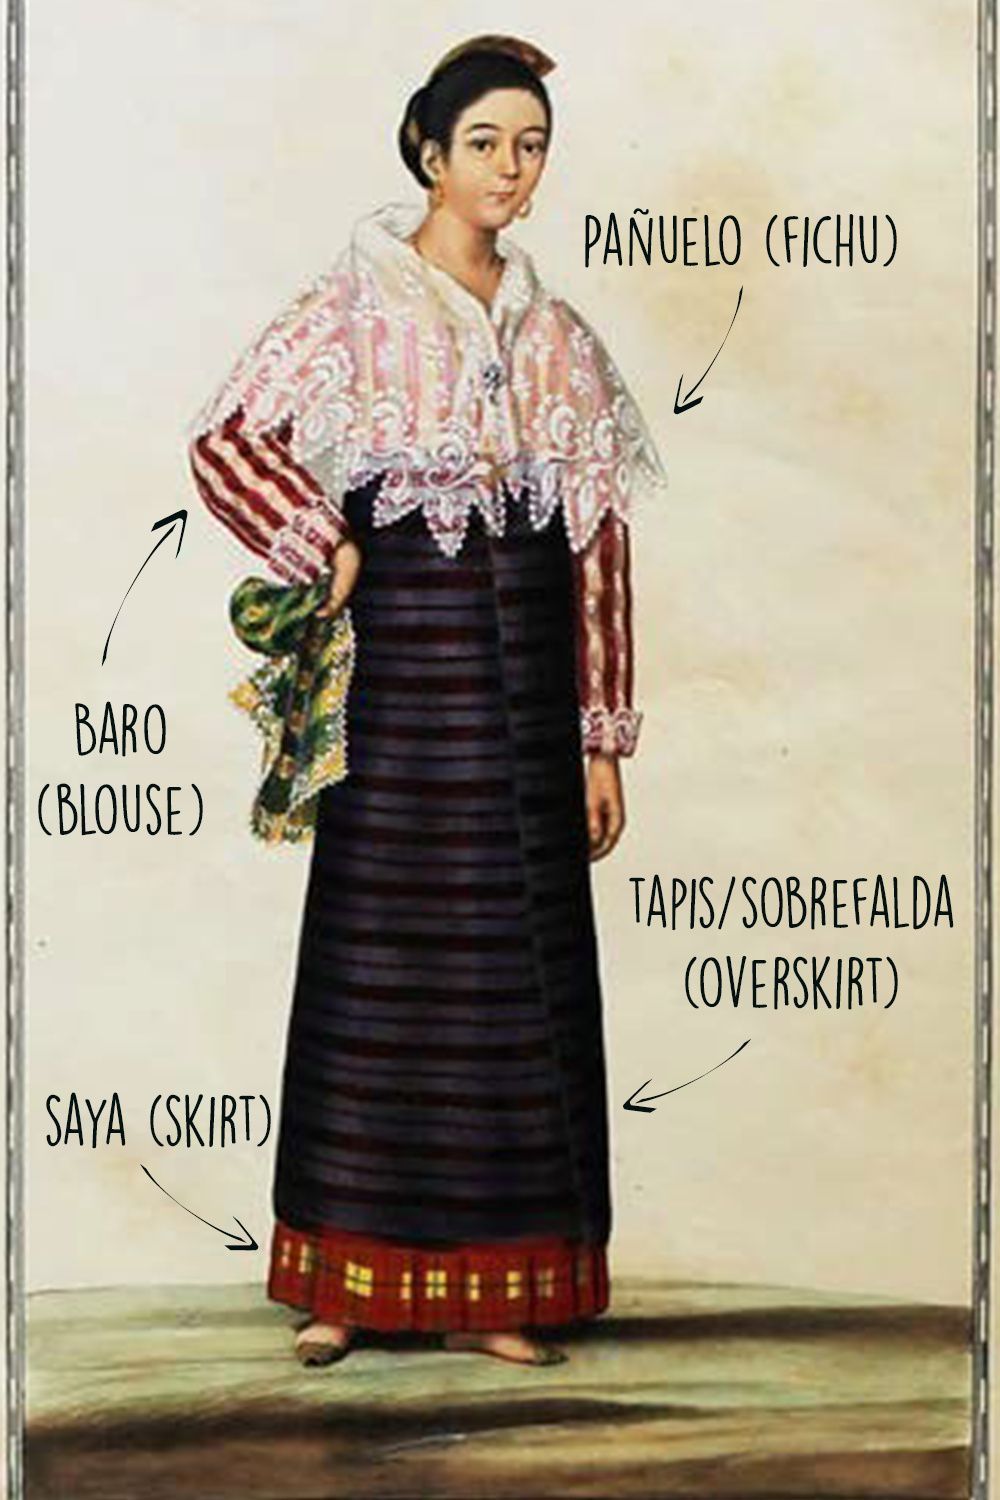 PAÑUELO (FICHU)
BARO
(BLOUSE)
TAPIS/SOBREFALDA
(OVERSKIRT)
SAYA (SKIRT)